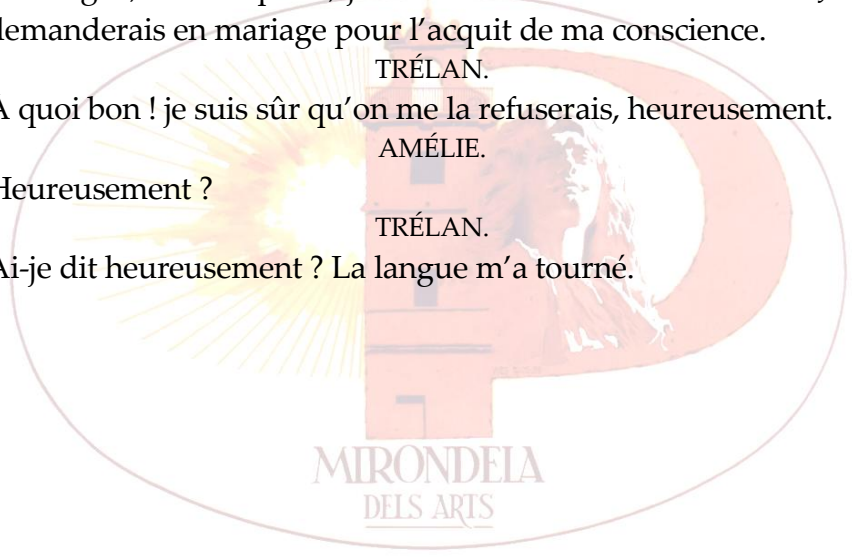 demanderais en mariage pour l’acquit de ma conscience.
TRÉLAN.
A quoi bon ! je suis sûr qu’on me la refuserais, heureusement.
AMÉLIE.
Heureusement ?
TRÉLAN.
Ai-je dit heureusement ? La langue m’a tourné.
MIRONDELA
DELS ARTS